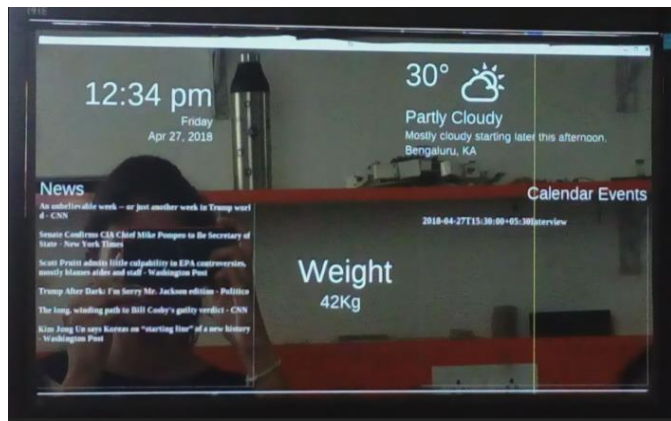 12:34 pm
Friday
Apr 27, 2018
30°
Partly Cloudy
Mostly cloudy starting later this afternoon.
Bengaluru, KA
News
An unbelievable week -- or just another week in Trump worl
d - CNN
Senate Confirms CIA Chief Mike Pompeo to Be Secretary of
State - New York Times
Scott Pruitt admits little culpability in EPA controversies,
mostly blames aides and staff - Washington Post
Trump After Dark: I'm Sorry Mr. Jackson edition - Politico
The long, winding path to Bill Cosby's guilty verdict - CNN
Kim Jong Un says Koreas on “starting line” of a new history
- Washington Post
Calendar Events
2018-04-27T15:30:00+05:30Interview
Weight
42Kg